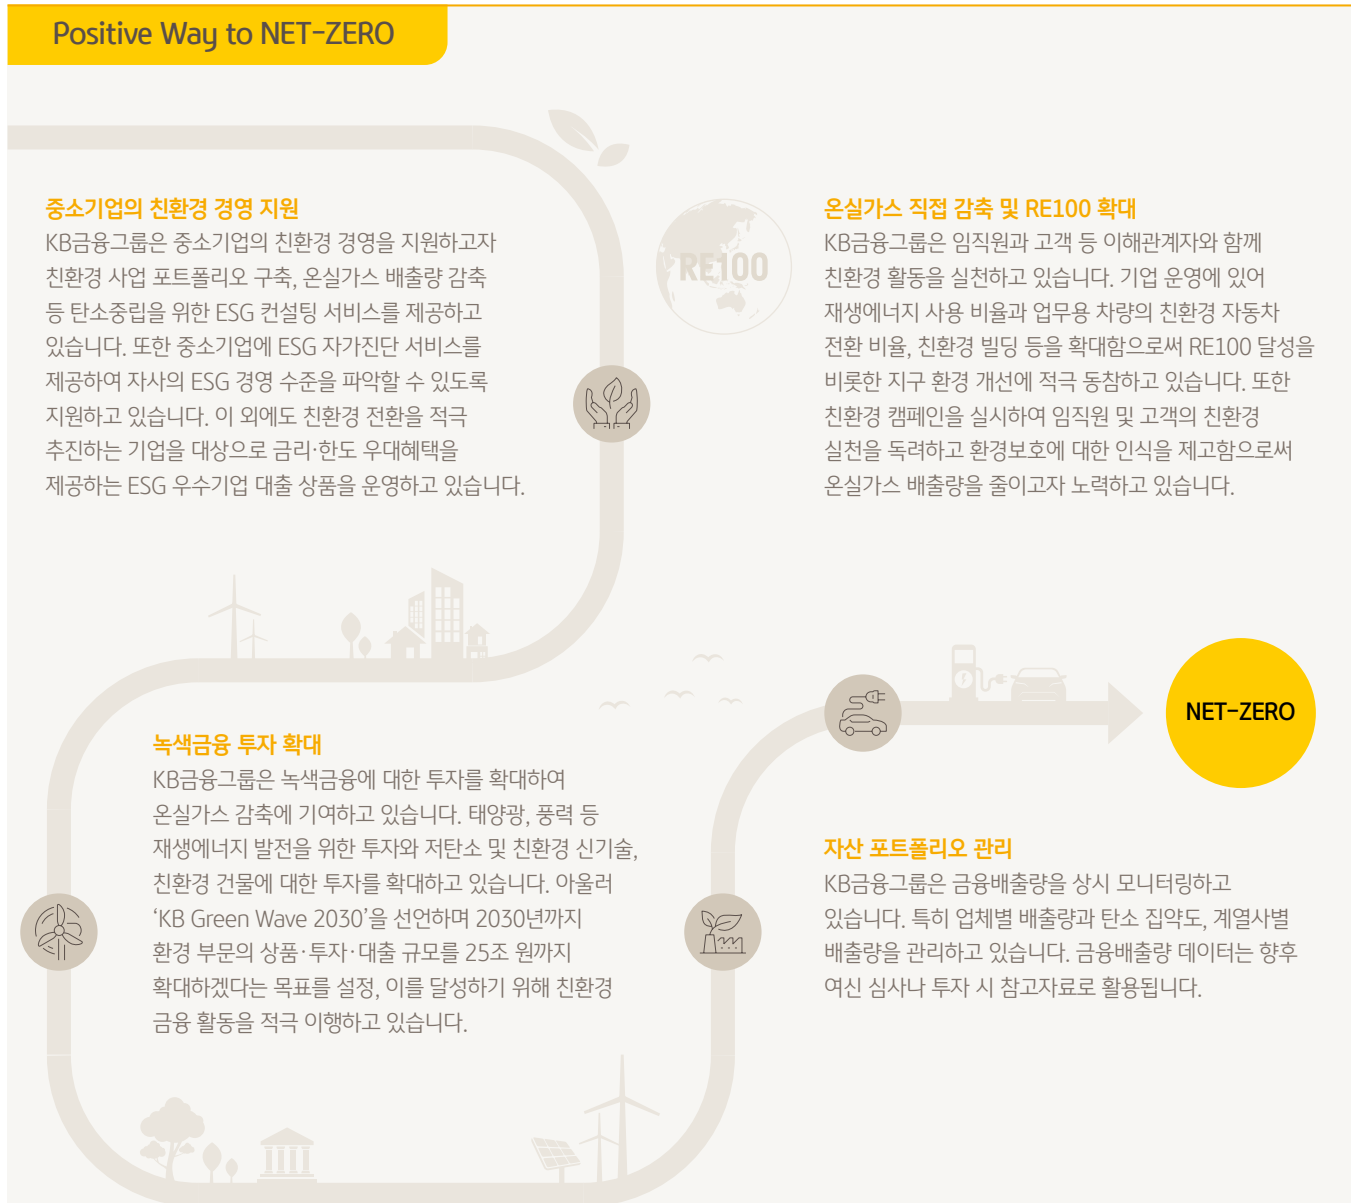 Positive Way to NET-ZERO
중소기업의 친환경 경영 지원
KB금융그룹은 중소기업의 친환경 경영을 지원하고자
친환경 사업 포트폴리오 구축, 온실가스 배출량 감축
등 탄소중립을 위한 ESG 컨설팅 서비스를 제공하고
있습니다. 또한 중소기업에 ESG 자가진단 서비스를
제공하여 자사의 ESG 경영 수준을 파악할 수 있도록
지원하고 있습니다. 이 외에도 친환경 전환을 적극
추진하는 기업을 대상으로 금리·한도 우대혜택을
제공하는 ESG 우수기업 대출 상품을 운영하고 있습니다.
RE100
온실가스 직접 감축 및 RE100 확대
KB금융그룹은 임직원과 고객 등 이해관계자와 함께
친환경 활동을 실천하고 있습니다. 기업 운영에 있어
재생에너지 사용 비율과 업무용 차량의 친환경 자동차
전환 비율, 친환경 빌딩 등을 확대함으로써 RE100 달성을
비롯한 지구 환경 개선에 적극 동참하고 있습니다. 또한
친환경 캠페인을 실시하여 임직원 및 고객의 친환경
실천을 독려하고 환경보호에 대한 인식을 제고함으로써
온실가스 배출량을 줄이고자 노력하고 있습니다.
녹색금융 투자 확대
KB금융그룹은 녹색금융에 대한 투자를 확대하여
온실가스 감축에 기여하고 있습니다. 태양광, 풍력 등
재생에너지 발전을 위한 투자와 저탄소 및 친환경 신기술,
친환경 건물에 대한 투자를 확대하고 있습니다. 아울러
‘KB Green Wave 2030’을 선언하며 2030년까지
환경 부문의 상품·투자·대출 규모를 25조 원까지
확대하겠다는 목표를 설정, 이를 달성하기 위해 친환경
금융 활동을 적극 이행하고 있습니다.
NET-ZERO
자산 포트폴리오 관리
KB금융그룹은 금융배출량을 상시 모니터링하고
있습니다. 특히 업체별 배출량과 탄소 집약도, 계열사별
배출량을 관리하고 있습니다. 금융배출량 데이터는 향후
여신 심사나 투자 시 참고자료로 활용됩니다.